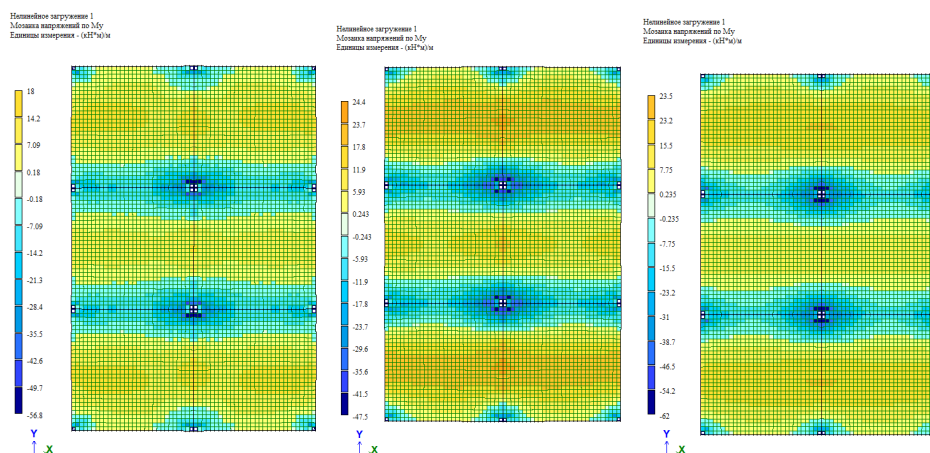 Нелинейное загружение 1
Мозаика напряжений по My
Единицы измерения - (кН*м)/м
18
14.2
7.09
0.18
-0.18
-7.09
-14.2
-21.3
-28.4
-35.5
-42.6
-49.7
-56.8
Y
X
Нелинейное загружение 1
Мозаика напряжений по My
Единицы измерения - (кН*м)/м
24.4
23.7
17.8
11.9
5.93
0.243
-0.243
-5.93
-11.9
-17.8
-23.7
-29.6
-35.6
-41.5
-47.5
Y
X
Нелинейное загружение 1
Мозаика напряжений по My
Единицы измерения - (кН*м)/м
23.5
23.2
15.5
7.75
0.235
-0.235
-7.75
-15.5
-23.2
-31
-38.7
-46.5
-54.2
-62
Y
X